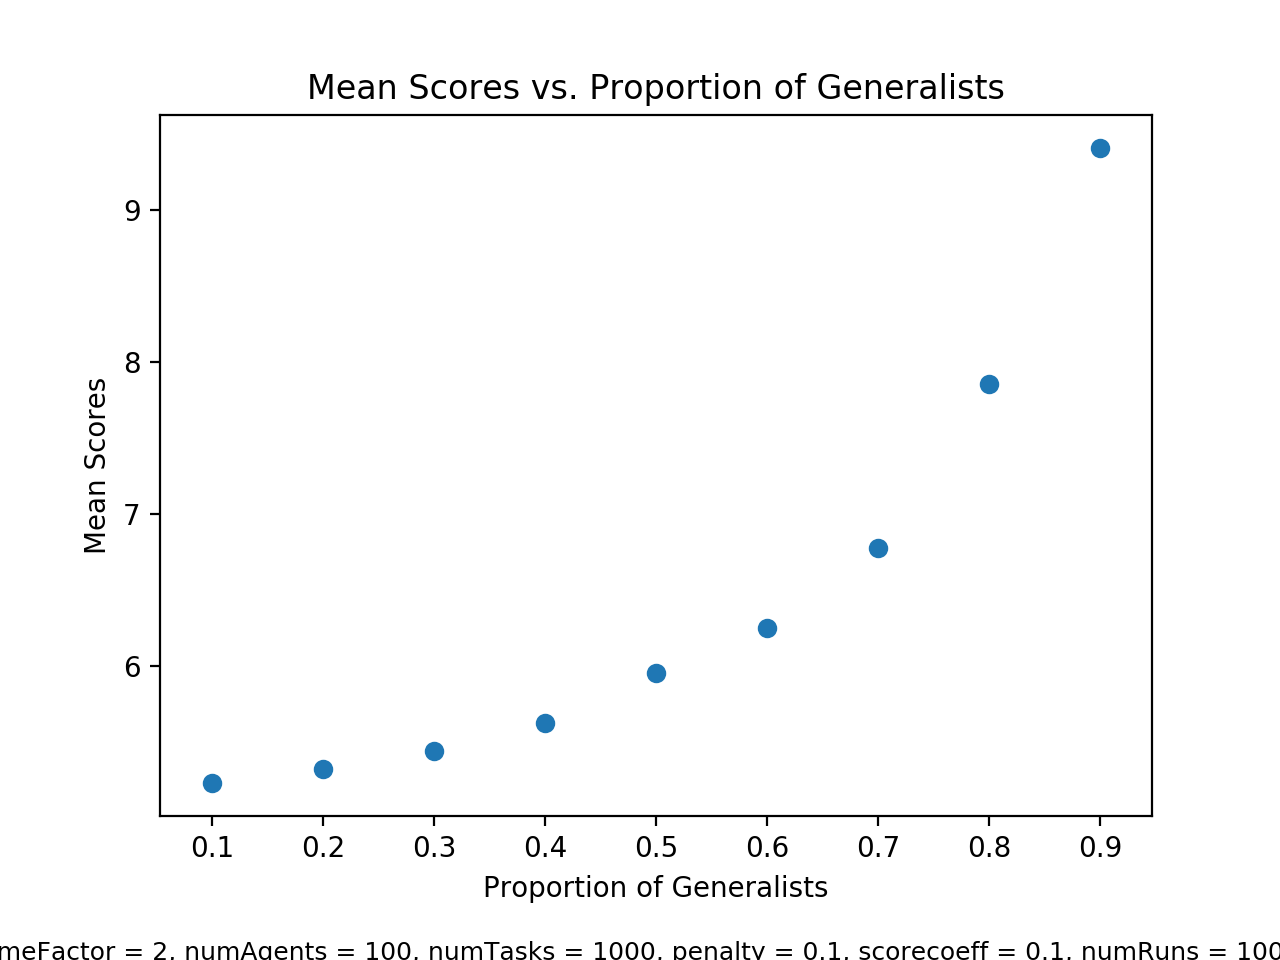 Mean Scores vs. Proportion of Generalists
Mean Scores
9
8
7
6
0.1 0.2 0.3 0.4 0.5 0.6 0.7 0.8 0.9
Proportion of Generalists
meFactor = 2, numAgents = 100, numTasks = 1000, penalty = 0.1, scorecoeff = 0.1, numRuns = 100